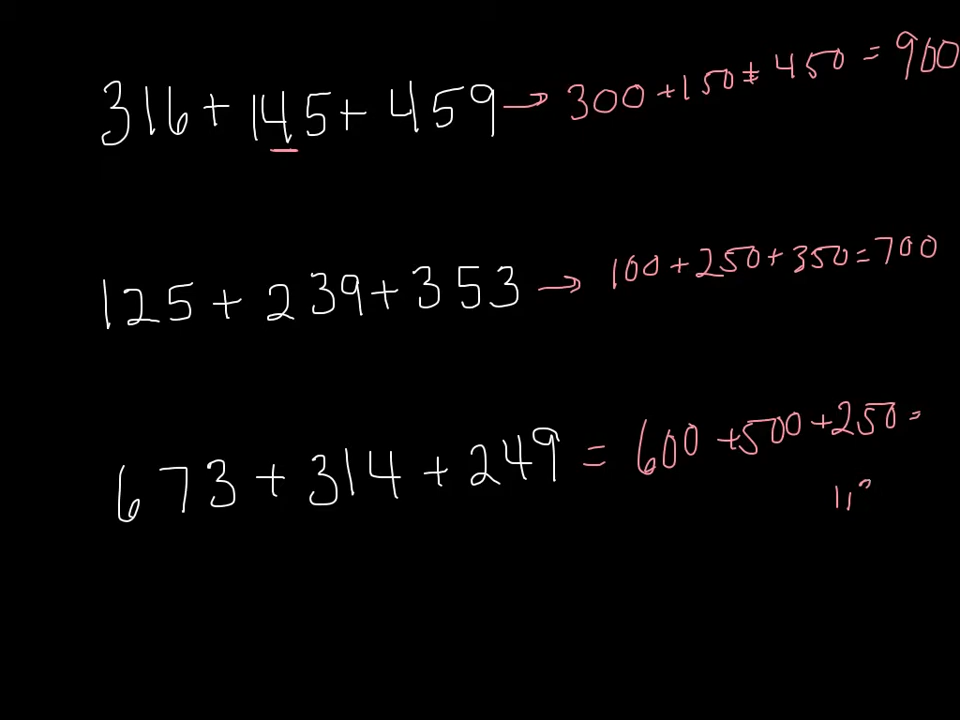 316 + 145 + 459 → 300 + 150 + 450 = 900
125 + 239 + 353 → 100 + 250 + 350 = 700
673 + 314 + 249 = 600 + 500 + 250 =
11